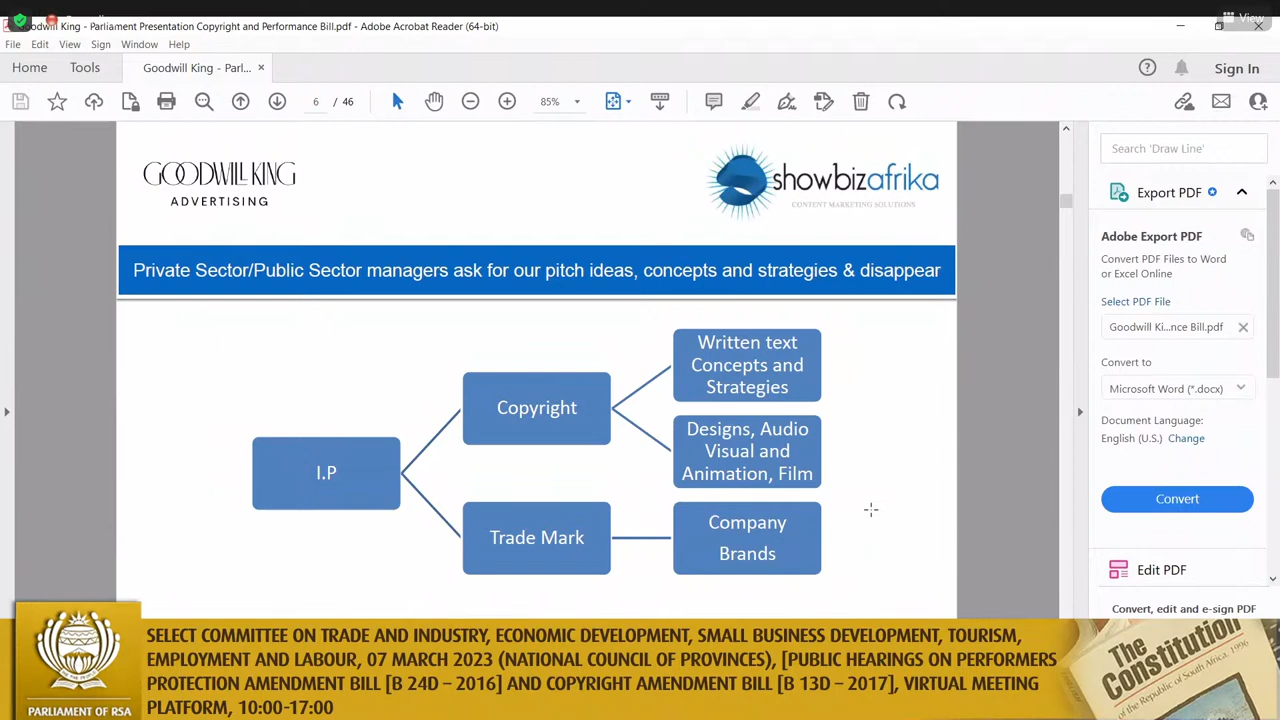 View
Goodwill King - Parliament Presentation Copyright and Performance Bill.pdf - Adobe Acrobat Reader (64-bit)
File Edit View Sign Window Help
Home Tools Goodwill King - Parl... × Sign In
6 / 46 85%
Search 'Draw Line'
GOODWILL KING
ADVERTISING
showbizafrika
CONTENT MARKETING SOLUTIONS
Export PDF
Adobe Export PDF
Convert PDF Files to Word
or Excel Online
Select PDF File
Goodwill Ki...nce Bill.pdf
Convert to
Microsoft Word (*.docx)
Document Language:
English (U.S.) Change
Convert
Edit PDF
Convert, edit and e-sign PDF
Private Sector/Public Sector managers ask for our pitch ideas, concepts and strategies & disappear
I.P
Copyright
Written text
Concepts and
Strategies
Designs, Audio
Visual and
Animation, Film
Trade Mark
Company
Brands
PARLIAMENT OF RSA
SELECT COMMITTEE ON TRADE AND INDUSTRY, ECONOMIC DEVELOPMENT, SMALL BUSINESS DEVELOPMENT, TOURISM,
EMPLOYMENT AND LABOUR, 07 MARCH 2023 (NATIONAL COUNCIL OF PROVINCES), [PUBLIC HEARINGS ON PERFORMERS
PROTECTION AMENDMENT BILL [B 24D – 2016] AND COPYRIGHT AMENDMENT BILL [B 13D – 2017], VIRTUAL MEETING
PLATFORM, 10:00-17:00
The
Constitution
of the Republic of South Africa, 1996